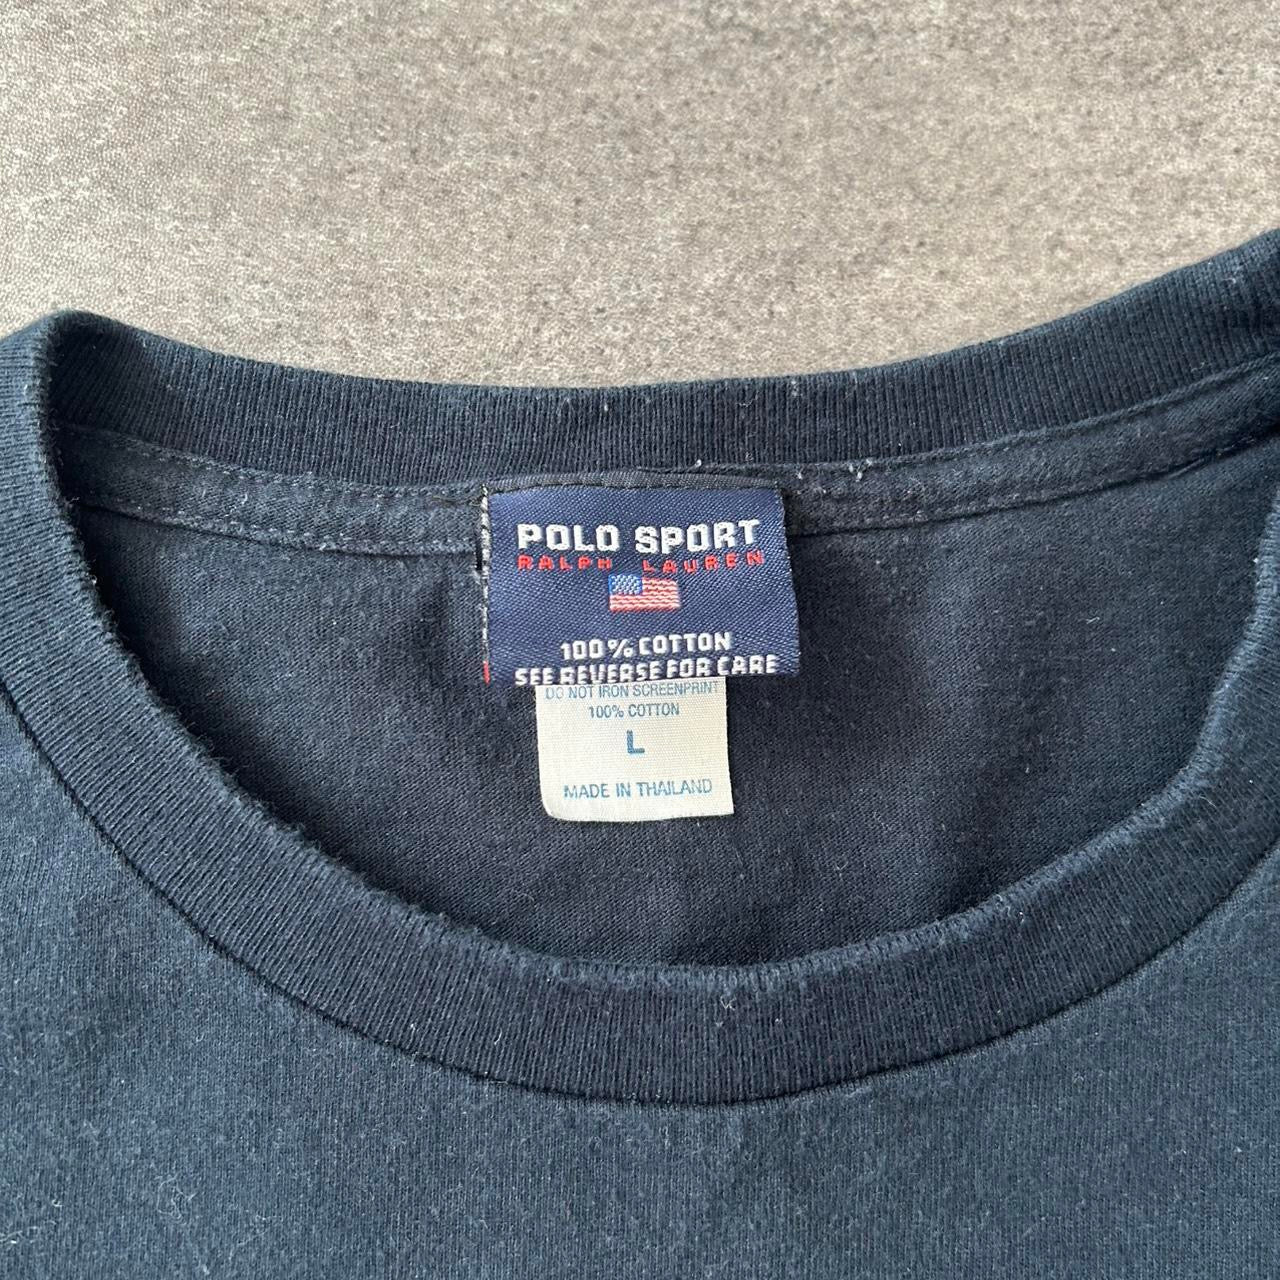 POLO SPORT
RALPH LAUREN
100% COTTON
SEE REVERSE FOR CARE
DO NOT IRON SCREENPRINT
100% COTTON
L
MADE IN THAILAND